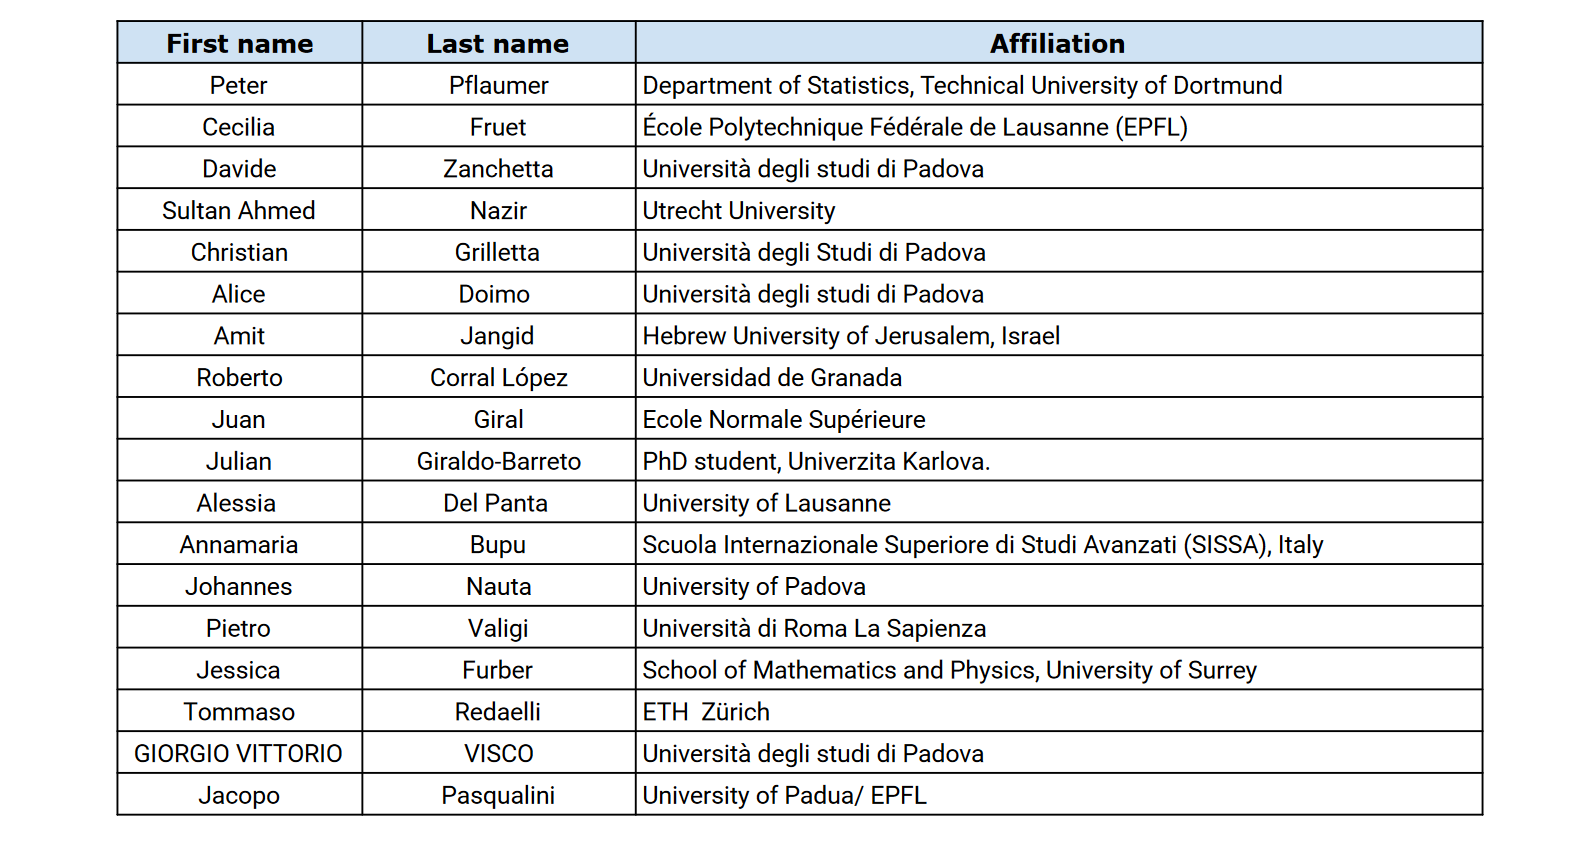 First name Last name Affiliation
Peter Pflaumer Department of Statistics, Technical University of Dortmund
Cecilia Fruet École Polytechnique Fédérale de Lausanne (EPFL)
Davide Zanchetta Università degli studi di Padova
Sultan Ahmed Nazir Utrecht University
Christian Grilletta Università degli Studi di Padova
Alice Doimo Università degli studi di Padova
Amit Jangid Hebrew University of Jerusalem, Israel
Roberto Corral López Universidad de Granada
Juan Giral Ecole Normale Supérieure
Julian Giraldo-Barreto PhD student, Univerzita Karlova.
Alessia Del Panta University of Lausanne
Annamaria Bupu Scuola Internazionale Superiore di Studi Avanzati (SISSA), Italy
Johannes Nauta University of Padova
Pietro Valigi Università di Roma La Sapienza
Jessica Furber School of Mathematics and Physics, University of Surrey
Tommaso Redaelli ETH  Zürich
GIORGIO VITTORIO VISCO Università degli studi di Padova
Jacopo Pasqualini University of Padua/ EPFL